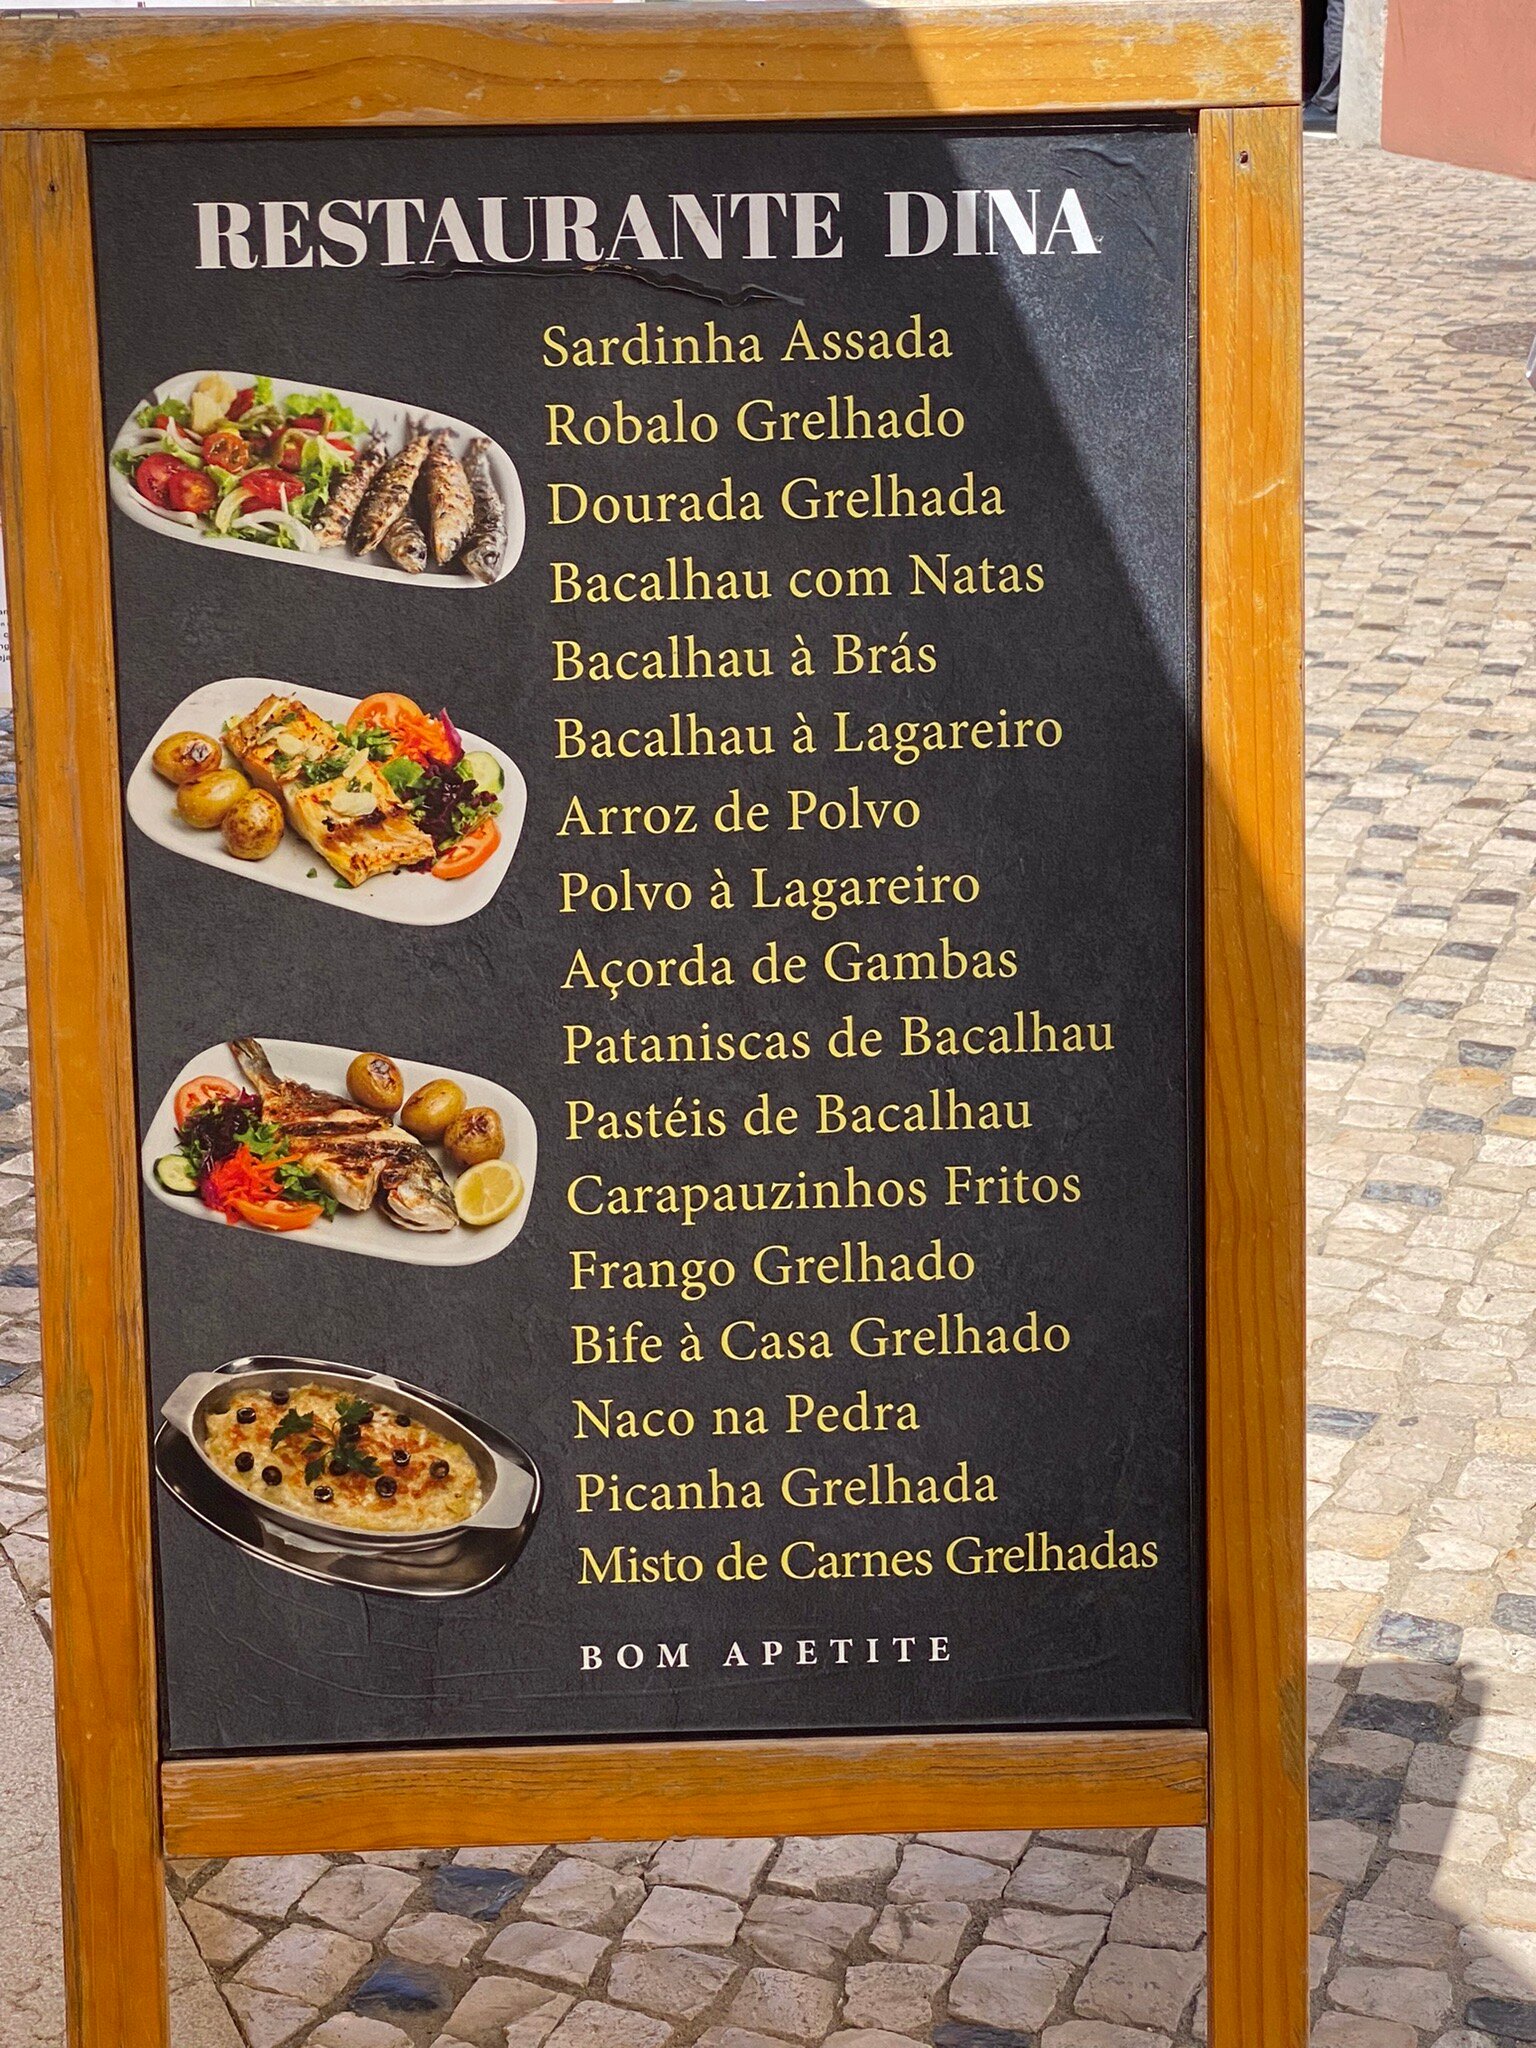 RESTAURANTE DINA
Sardinha Assada
Robalo Grelhado
Dourada Grelhada
Bacalhau com Natas
Bacalhau à Brás
Bacalhau à Lagareiro
Arroz de Polvo
Polvo à Lagareiro
Açorda de Gambas
Pataniscas de Bacalhau
Pastéis de Bacalhau
Carapauzinhos Fritos
Frango Grelhado
Bife à Casa Grelhado
Naco na Pedra
Picanha Grelhada
Misto de Carnes Grelhadas
BOM APETITE